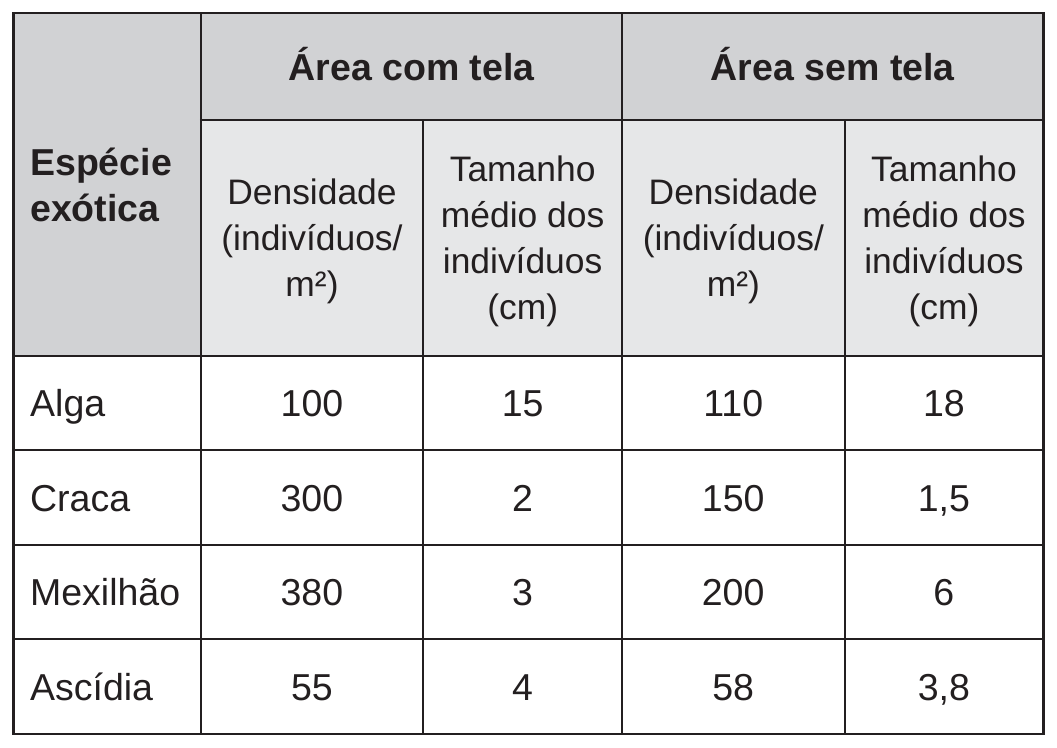 Espécie
exótica
Área com tela
Área sem tela
Densidade
(indivíduos/
m²)
Tamanho
médio dos
indivíduos
(cm)
Densidade
(indivíduos/
m²)
Tamanho
médio dos
indivíduos
(cm)
Alga 100 15 110 18
Craca 300 2 150 1,5
Mexilhão 380 3 200 6
Ascídia 55 4 58 3,8